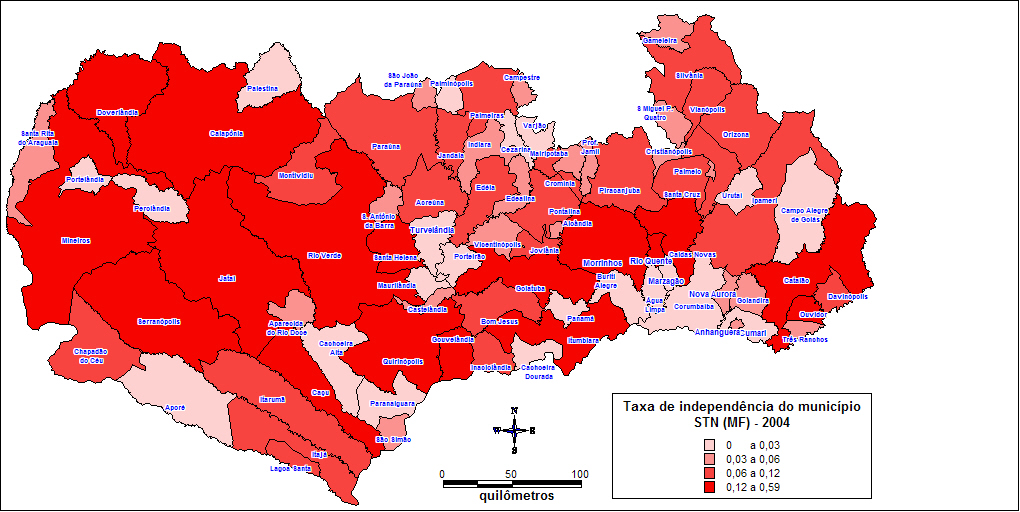 Gameleira
Silvânia
São João
da Paraúna
Palminópolis
Campestre
Palestina
Doverlândia
S Miguel P.
Quatro
Vianópolis
Palmeiras
Varjão
Orizona
Santa Rita
do Araguaia
Caiapônia
Paraúna
Indiara
Cezarina
Prof.
Jamil
Jandaia
Mairipotaba
Cristianópolis
Portelândia
Montividiu
Palmelo
Perolândia
Edéia
Cromínia
Piracanjuba
Santa Cruz
Acreúna
Edealina
Urutaí
Ipameri
Pontalina
Campo Alegre
de Goiás
S. Antônio
da Barra
Turvelândia
Aloândia
Mineiros
Vicentinópolis
Joviânia
Rio Verde
Santa Helena
Porteirão
Morrinhos
Rio Quente
Caldas Novas
Jataí
Maurilândia
Goiatuba
Buriti
Alegre
Marzagão
Catalão
Água
Limpa
Nova Aurora
Goiandira
Davinópolis
Corumbaíba
Castelândia
Serranópolis
Aparecida
do Rio Doce
Bom Jesus
Panamá
Ouvidor
Anhanguera
Cumari
Três Ranchos
Gouvelândia
Itumbiara
Cachoeira
Alta
Chapadão
do Céu
Quirinópolis
Inaciolândia
Cachoeira
Dourada
Caçu
Itarumã
Aporé
Paranaiguara
São Simão
Itajá
Lagoa Santa
N
W E
S
0 50 100
quilômetros
Taxa de independência do município
STN (MF) - 2004
0 a 0,03
0,03 a 0,06
0,06 a 0,12
0,12 a 0,59